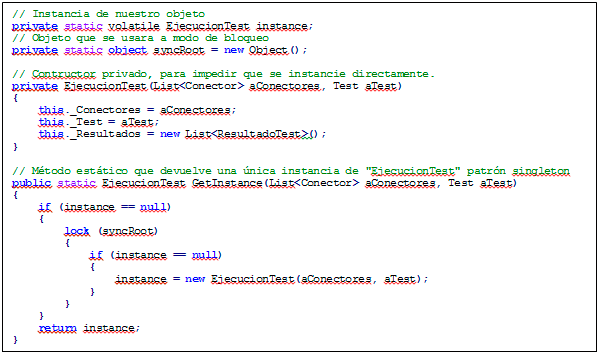 // Instancia de nuestro objeto
private static volatile EjecucionTest instance;
// Objeto que se usara a modo de bloqueo
private static object syncRoot = new Object();
// Contructor privado, para impedir que se instancie directamente.
private EjecucionTest(List<Conector> aConectores, Test aTest)
{
this._Conectores = aConectores;
this._Test = aTest;
this._Resultados = new List<ResultadoTest>();
}
// Método estático que devuelve una única instancia de "EjecucionTest" patrón singleton
public static EjecucionTest GetInstance(List<Conector> aConectores, Test aTest)
{
if (instance == null)
{
lock (syncRoot)
{
if (instance == null)
{
instance = new EjecucionTest(aConectores, aTest);
}
}
}
return instance;
}